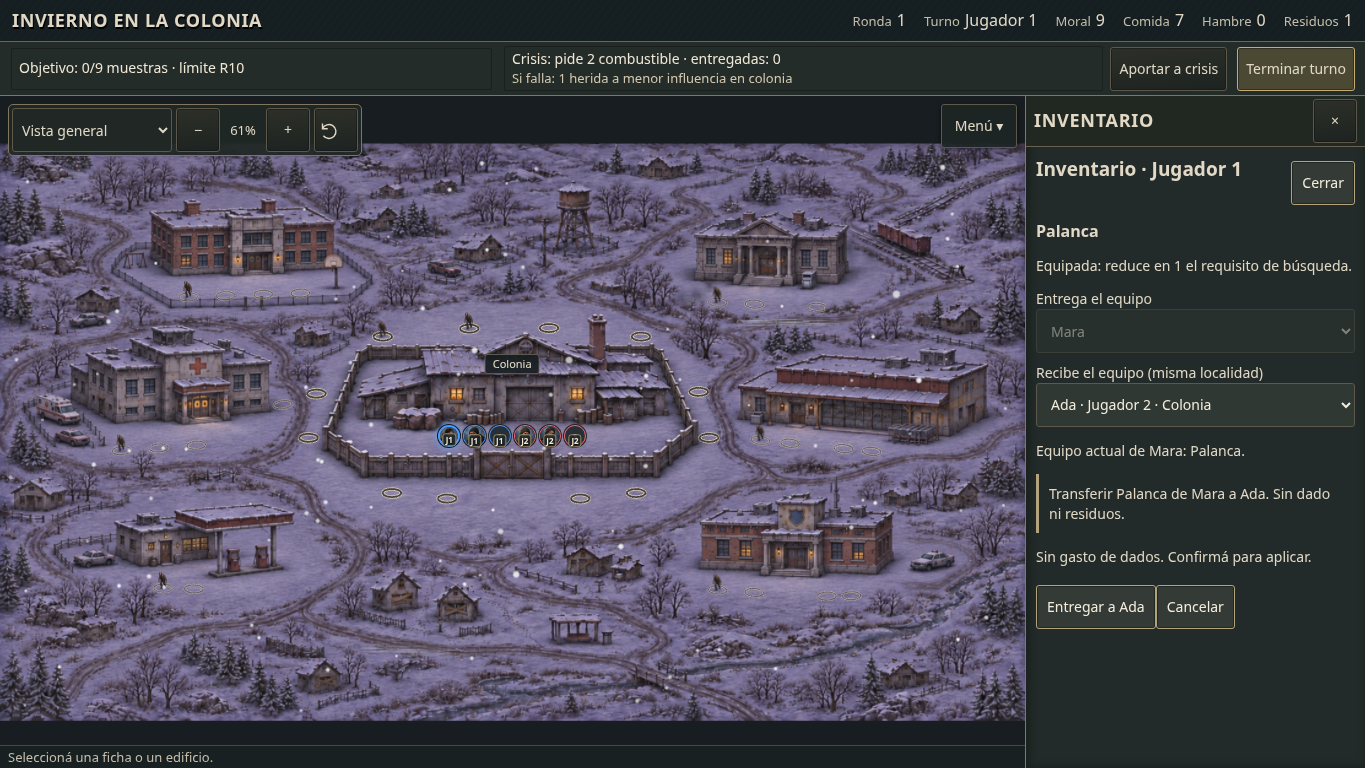 INVIERNO EN LA COLONIA
Ronda 1 Turno Jugador 1 Moral 9 Comida 7 Hambre 0 Residuos 1
Objetivo: 0/9 muestras · límite R10
Crisis: pide 2 combustible · entregadas: 0
Si falla: 1 herida a menor influencia en colonia
Aportar a crisis
Terminar turno
Vista general
−
61%
+
Menú ▾
INVENTARIO
×
Inventario · Jugador 1
Cerrar
Palanca
Equipada: reduce en 1 el requisito de búsqueda.
Entrega el equipo
Mara
Recibe el equipo (misma localidad)
Ada · Jugador 2 · Colonia
Equipo actual de Mara: Palanca.
Transferir Palanca de Mara a Ada. Sin dado
ni residuos.
Sin gasto de dados. Confirmá para aplicar.
Entregar a Ada
Cancelar
Colonia
J1 J1 J1 J2 J2 J2
Seleccioná una ficha o un edificio.